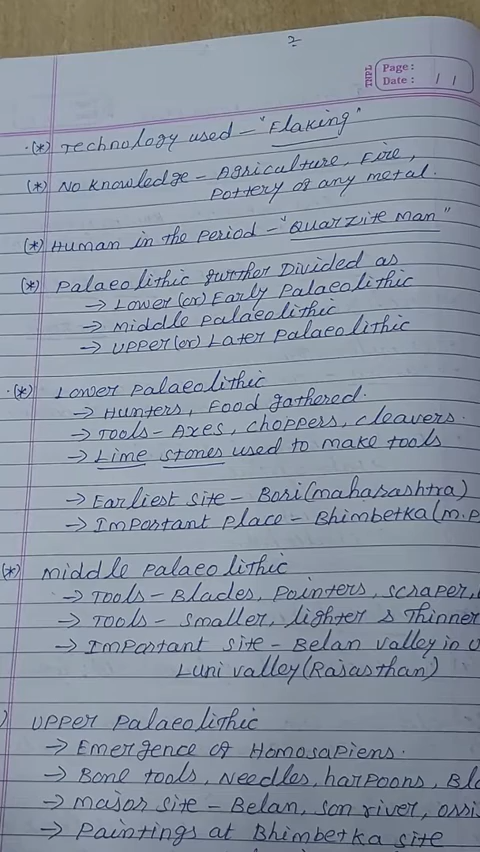 2
TNPL
Page:
Date: / /
(*) Technology used - "Flaking"
(*) No Knowledge - Agriculture, Fire,
Pottery of any metal.
(*) Human in the Period - "Quarzite Man"
(*) Palaeolithic further Divided as
→ Lower (or) Early Palaeolithic
→ Middle Palaeolithic
→ Upper (or) Later Palaeolithic
(*) Lower Palaeolithic
→ Hunters, Food gathered.
→ Tools - Axes, Choppers, Cleavers.
→ Lime stones used to make tools
→ Earliest site - Bori (maharashtra)
→ Important Place - Bhimbetka (M.P
(*) Middle Palaeolithic
→ Tools - Blades, Pointers, Scraper,
→ Tools - Smaller, lighter & Thinner
→ Important Site - Belan valley in
Luni valley (Rajasthan)
) Upper Palaeolithic
→ Emergence of Homosapiens.
→ Bone tools, Needles, harpoons,
→ Major site - Belan, son river,
→ Paintings at Bhimbetka site